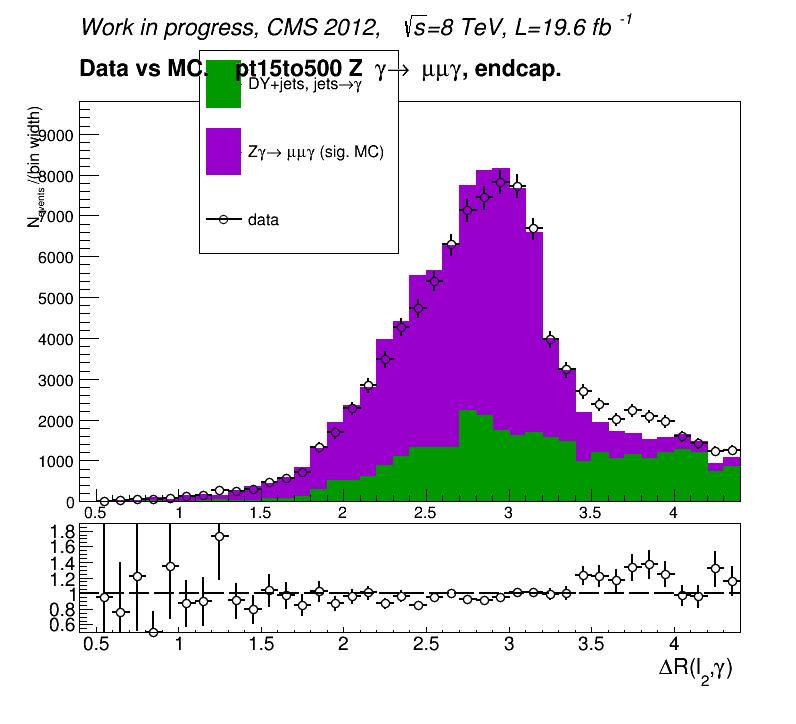 Work in progress, CMS 2012, √s=8 TeV, L=19.6 fb -1
Data vs MC. pt15to500 Z γ→ μμγ, endcap.
DY+jets, jets→γ
Zγ→ μμγ (sig. MC)
data
N events /(bin width)
9000
8000
7000
6000
5000
4000
3000
2000
1000
0
0.5 1 1.5 2 2.5 3 3.5 4
1.8
1.6
1.4
1.2
1
0.8
0.6
0.5 1 1.5 2 2.5 3 3.5 4
ΔR(l2,γ)